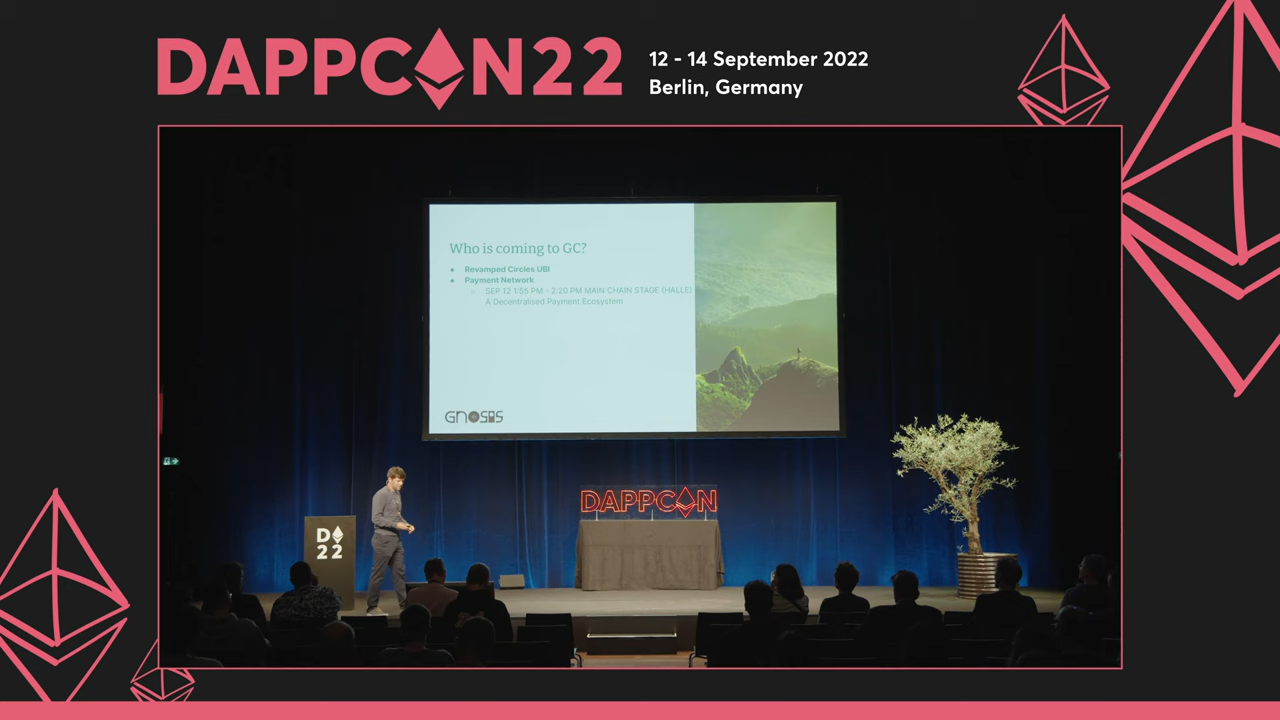 DAPPCON22
12 - 14 September 2022
Berlin, Germany
Who is coming to GC?
Revamped Circles UBI
Payment Network
SEP 12 1:55 PM - 2:20 PM MAIN CHAIN STAGE (HALLE)
A Decentralised Payment Ecosystem
GNOSIS
DAPPCON
D
22